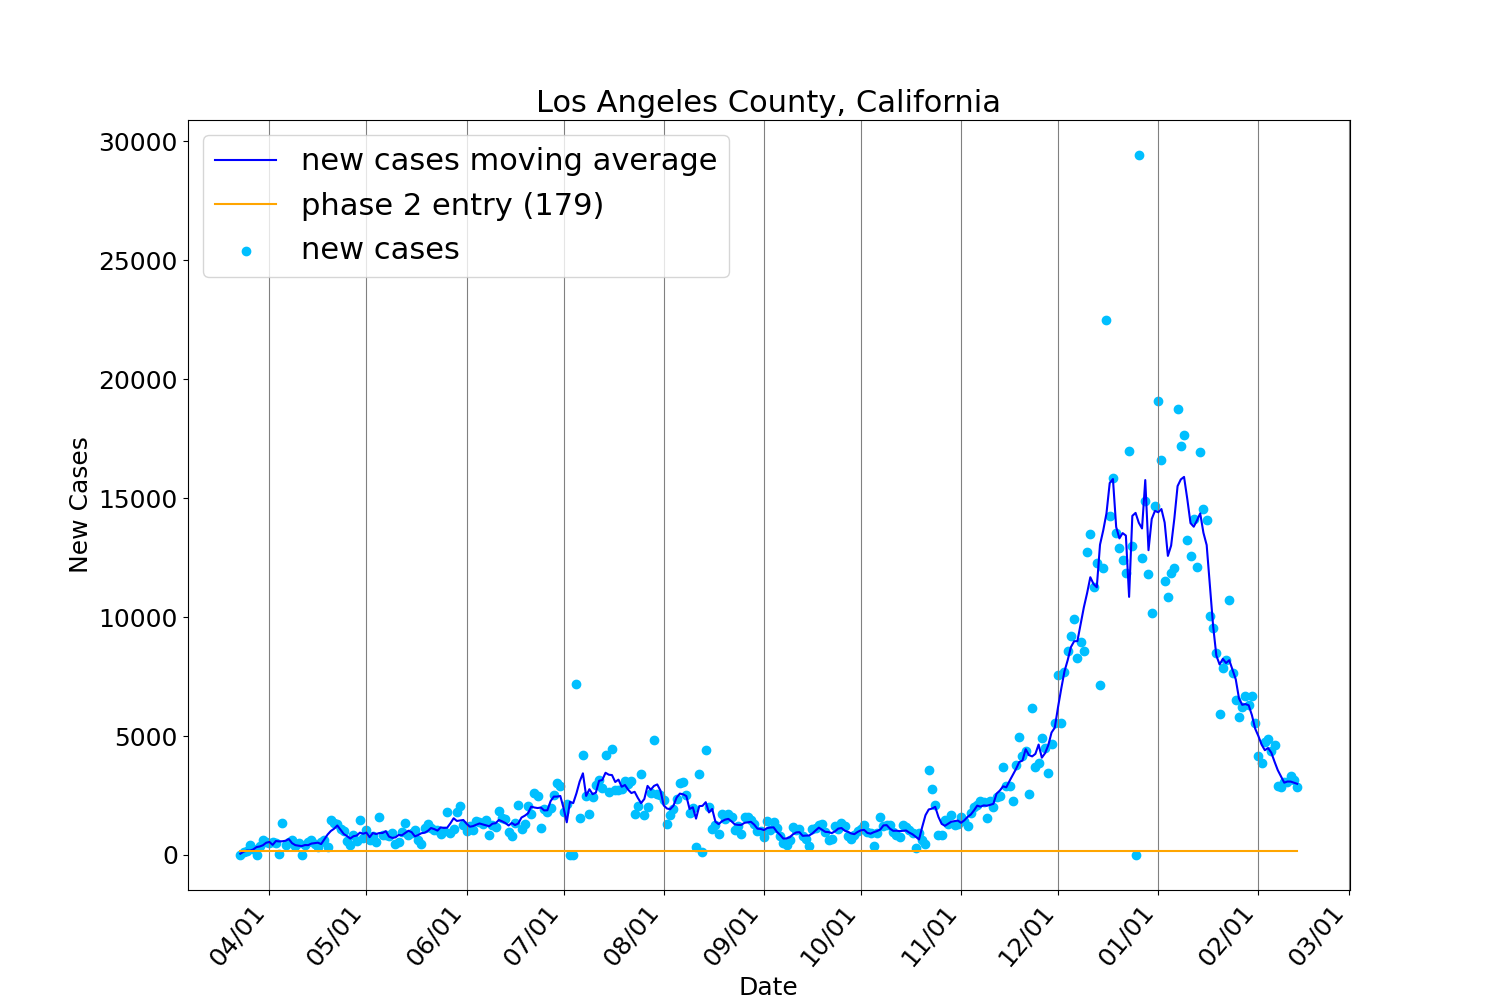 Los Angeles County, California
30000
25000
20000
15000
10000
5000
0
New Cases
new cases moving average
phase 2 entry (179)
new cases
04/01 05/01 06/01 07/01 08/01 09/01 10/01 11/01 12/01 01/01 02/01 03/01
Date